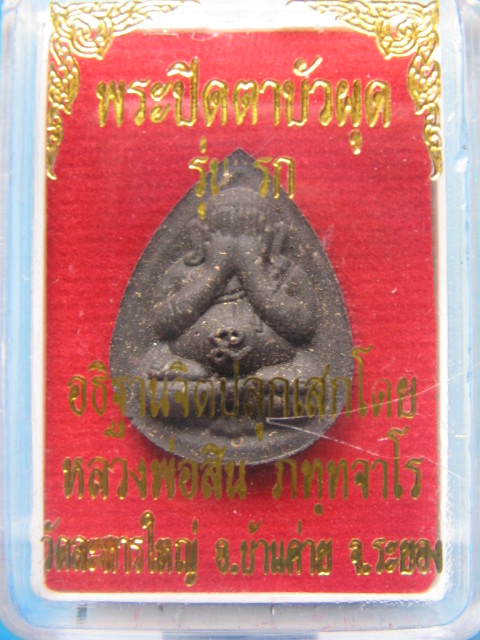 พระปิดตาบัวผุด
รุ่น รก
อธิฐานจิตปลุกเสกโดย
หลวงพ่อสิน ภทฺทจาโร
วัดละหารใหญ่ อ.บ้านค่าย จ.ระยอง